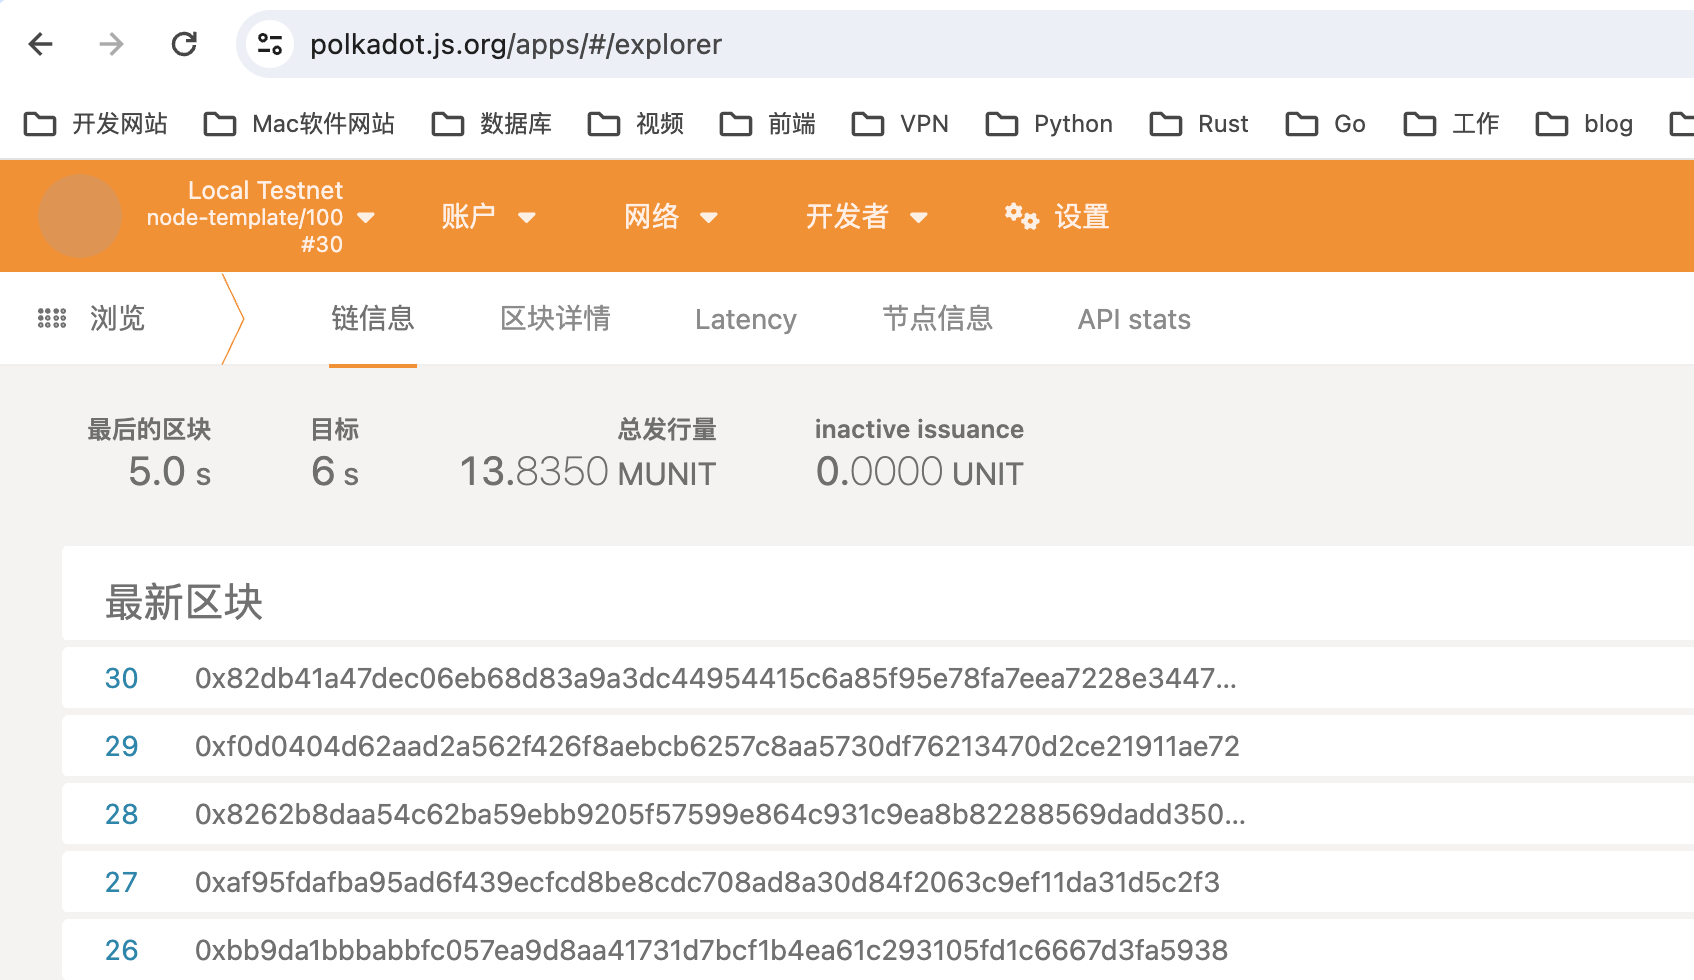 polkadot.js.org/apps/#/explorer
开发网站 Mac软件网站 数据库 视频 前端 VPN Python Rust Go 工作 blog
Local Testnet
node-template/100
#30
账户 网络 开发者 设置
浏览 链信息 区块详情 Latency 节点信息 API stats
最后的区块 目标 总发行量 inactive issuance
5.0 s 6 s 13.8350 MUNIT 0.0000 UNIT
最新区块
30 0x82db41a47dec06eb68d83a9a3dc44954415c6a85f95e78fa7eea7228e3447...
29 0xf0d0404d62aad2a562f426f8aebcb6257c8aa5730df76213470d2ce21911ae72
28 0x8262b8daa54c62ba59ebb9205f57599e864c931c9ea8b82288569dadd350...
27 0xaf95fdafba95ad6f439ecfcd8be8cdc708ad8a30d84f2063c9ef11da31d5c2f3
26 0xbb9da1bbbabbfc057ea9d8aa41731d7bcf1b4ea61c293105fd1c6667d3fa5938